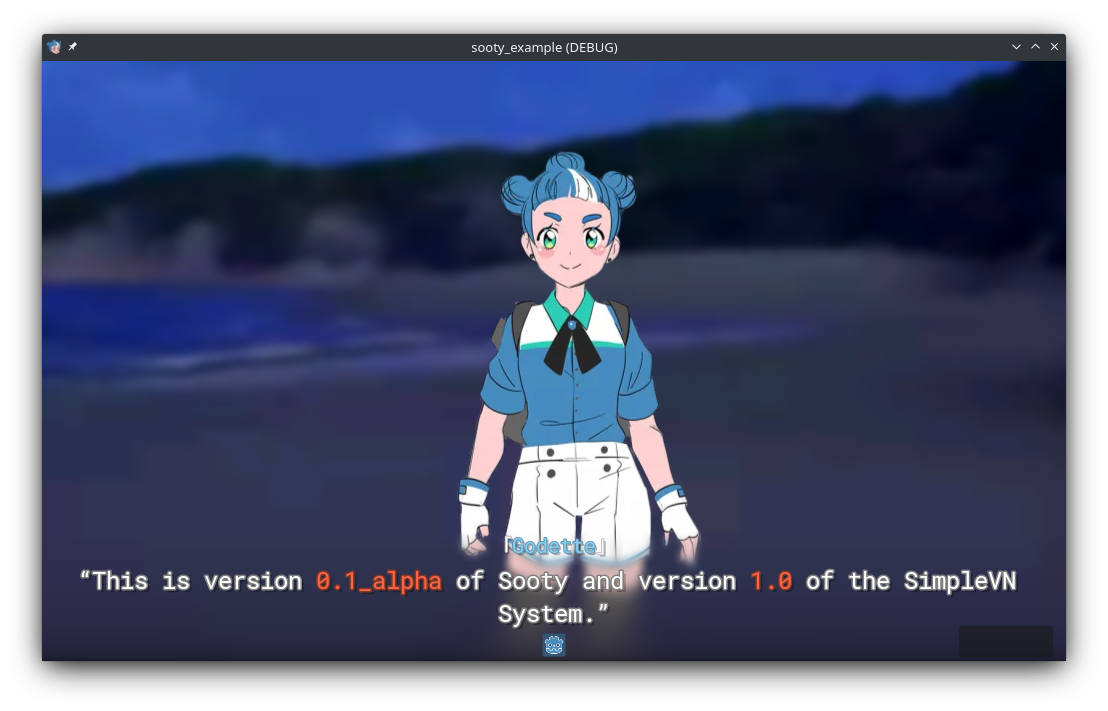 sooty_example (DEBUG)
「Godette」
“This is version 0.1_alpha of Sooty and version 1.0 of the SimpleVN
System.”